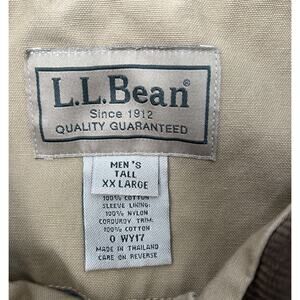 L.L.Bean®
Since 1912
QUALITY GUARANTEED
MEN'S
TALL
XX LARGE
100% COTTON
SLEEVE LINING:
100% NYLON
CORDUROY TRIM:
100% COTTON
0 WY17
MADE IN THAILAND
CARE ON REVERSE